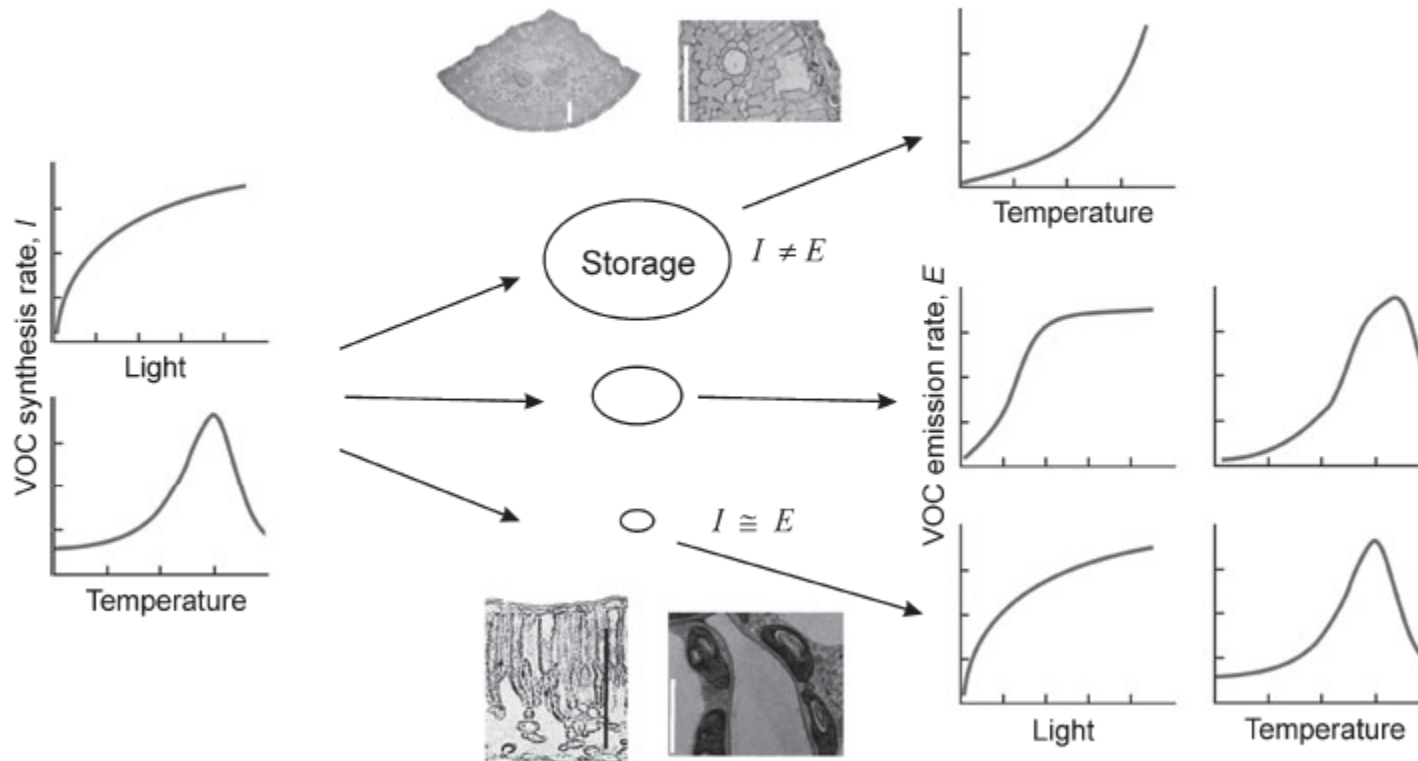 VOC synthesis rate, I
Light
Temperature
Storage
I ≠ E
I ≅ E
VOC emission rate, E
Temperature
Light
Temperature